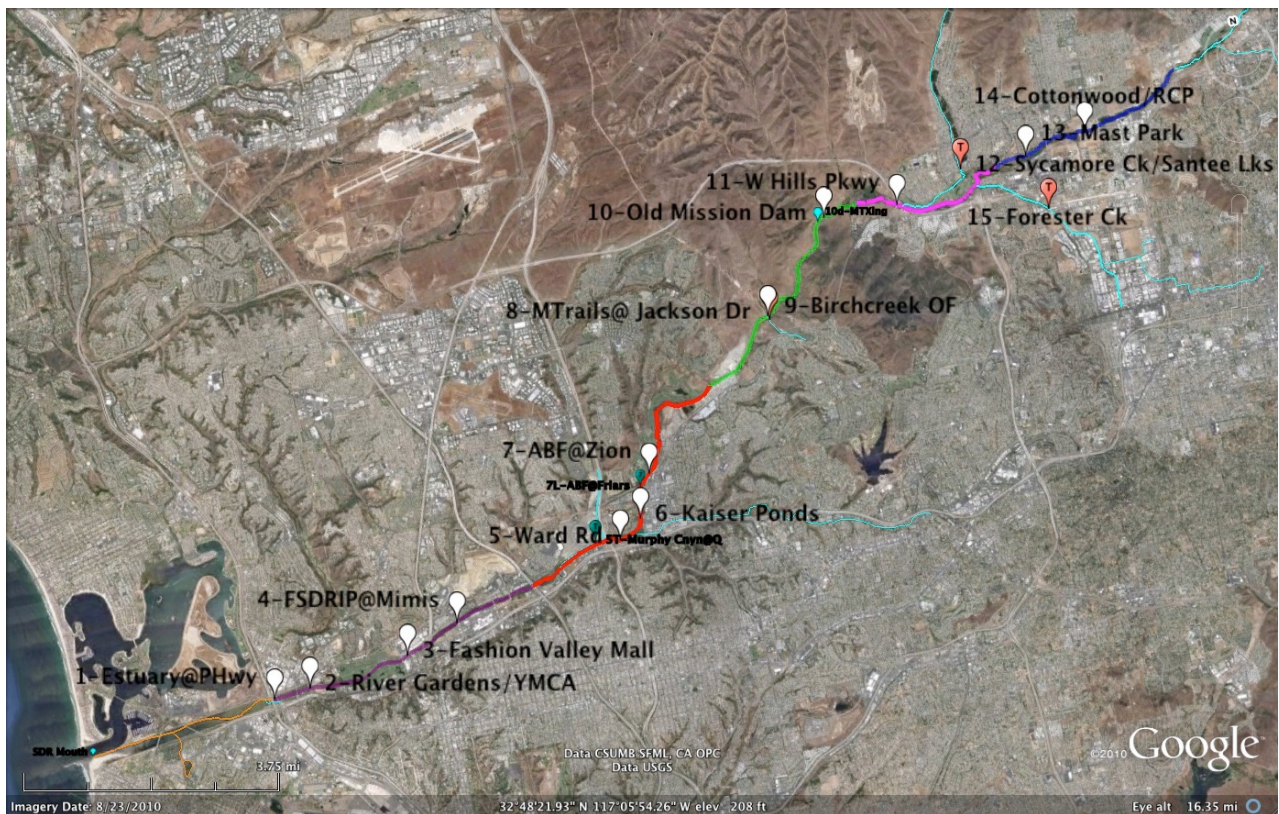 N
14-Cottonwood/RCP
13-Mast Park
T
12-Sycamore Ck/Santee Lks
11-W Hills Pkwy
T
10-Old Mission Dam
10d-MTXing
15-Forester Ck
8-MTrails@ Jackson Dr
9-Birchcreek OF
7-ABF@Zion
7L-ABF@Friars
6-Kaiser Ponds
5-Ward Rd
5T-Murphy Cnyn@Q
4-FSDRIP@Mimis
3-Fashion Valley Mall
1-Estuary@PHwy
2-River Gardens/YMCA
SDR Mouth
3.75 mi
Data CSUMB SFML, CA OPC
Data USGS
©2010 Google
Imagery Date: 8/23/2010
32°48'21.93" N 117°05'54.26" W elev 208 ft
Eye alt 16.35 mi